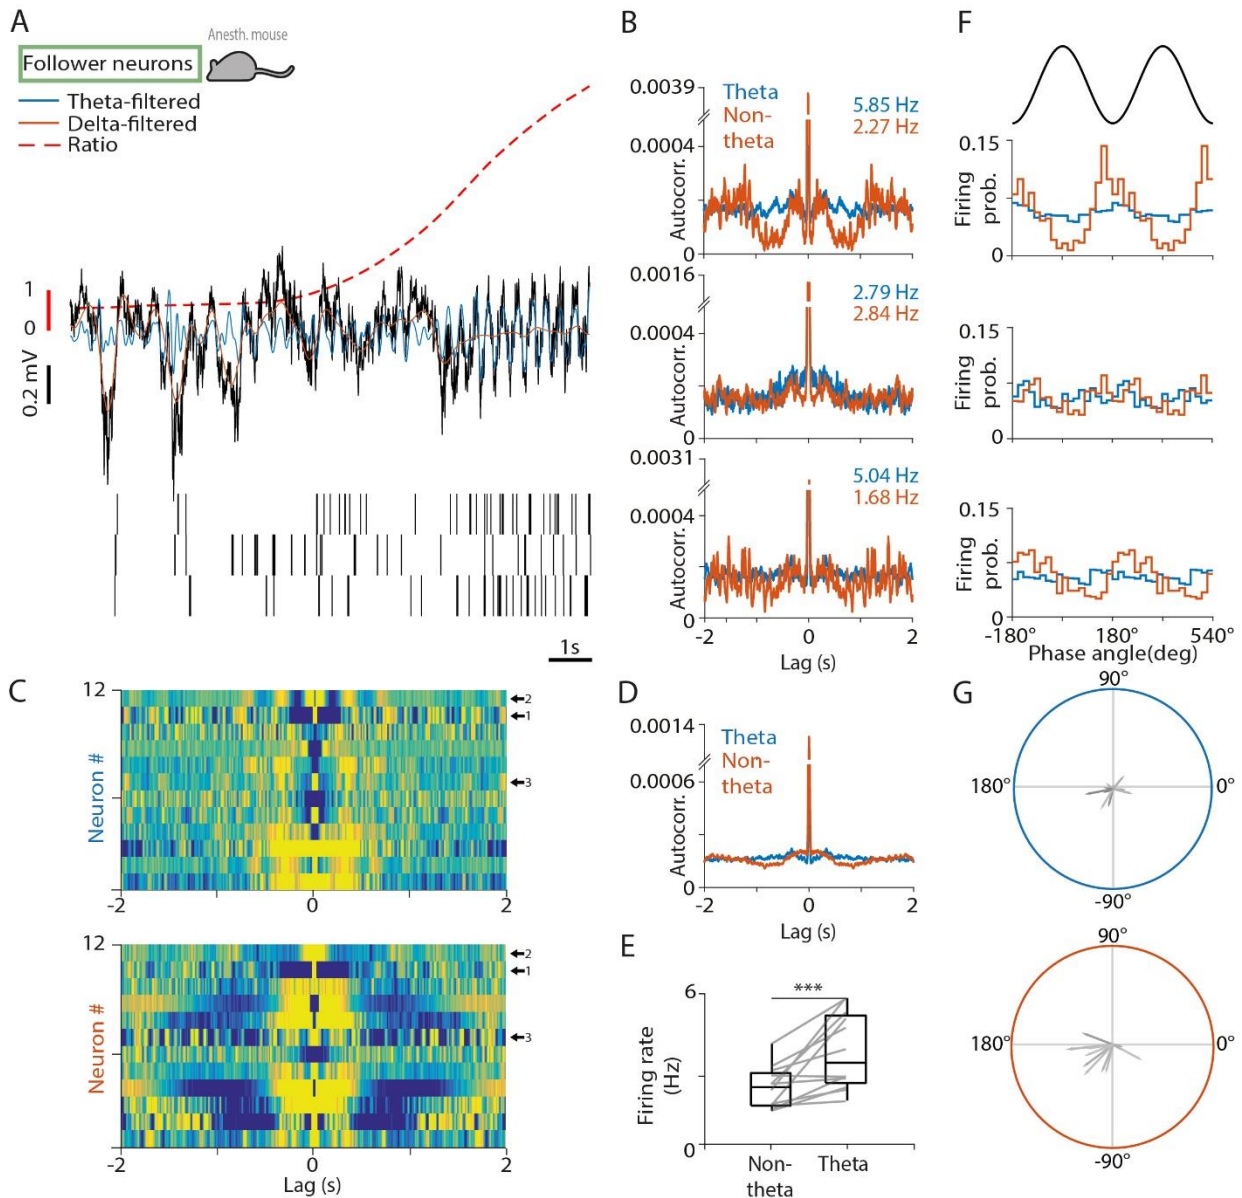 A
Anesth. mouse
Follower neurons
Theta-filtered
Delta-filtered
Ratio
1
0
0.2 mV
1s
B
0.0039
Theta
Non-
theta
5.85 Hz
2.27 Hz
0.0004
Autocorr.
0
0.0016
2.79 Hz
2.84 Hz
0.0004
Autocorr.
0
0.0031
5.04 Hz
1.68 Hz
0.0004
Autocorr.
0
-2 0 2
Lag (s)
F
0.15
Firing
prob.
0
0.15
Firing
prob.
0
0.15
Firing
prob.
0
-180° 180° 540°
Phase angle(deg)
C
12
Neuron #
2
1
3
-2 0 2
12
Neuron #
2
1
3
-2 0 2
Lag (s)
D
0.0014
Theta
Non-
theta
0.0006
Autocorr.
0
-2 0 2
Lag (s)
E
6
***
Firing rate
(Hz)
0
Non-
theta
Theta
G
90°
180° 0°
-90°
90°
180° 0°
-90°